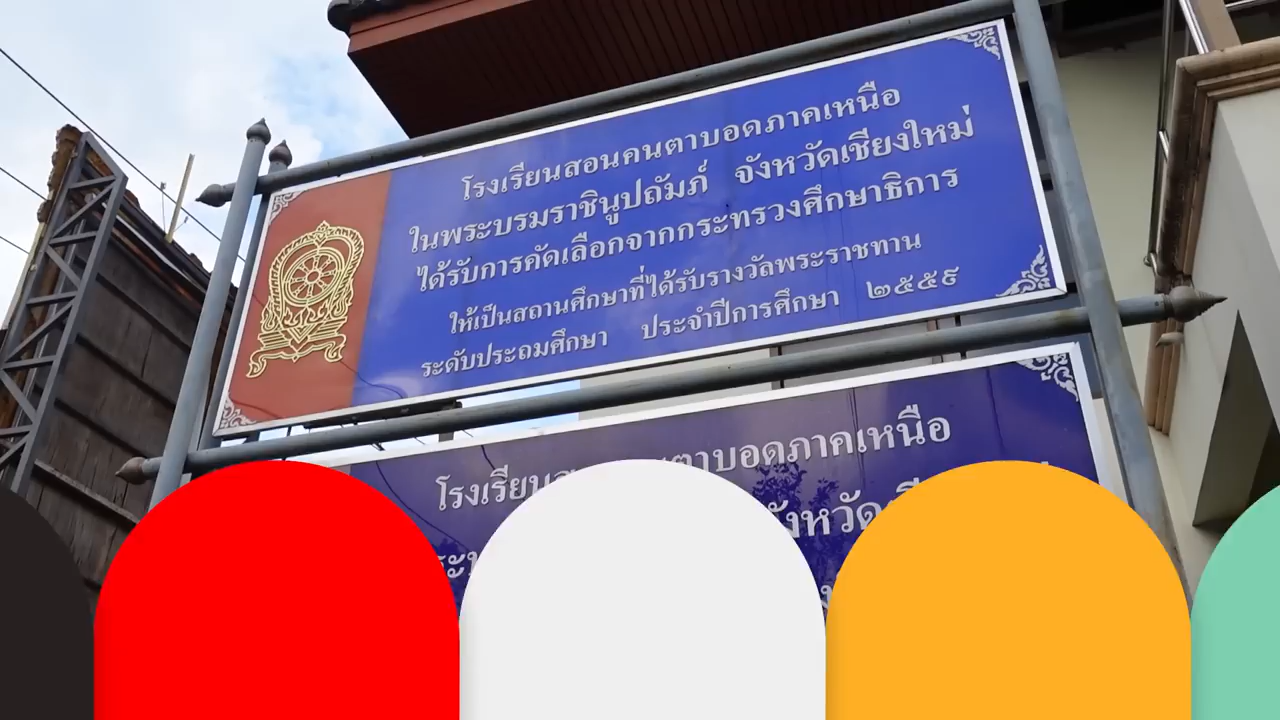 โรงเรียนสอนคนตาบอดภาคเหนือ
ในพระบรมราชินูปถัมภ์ จังหวัดเชียงใหม่
ได้รับการคัดเลือกจากกระทรวงศึกษาธิการ
ให้เป็นสถานศึกษาที่ได้รับรางวัลพระราชทาน
ระดับประถมศึกษา ประจำปีการศึกษา ๒๕๕๙
โรงเรียนส ตาบอดภาคเหนือ
ังหวัด